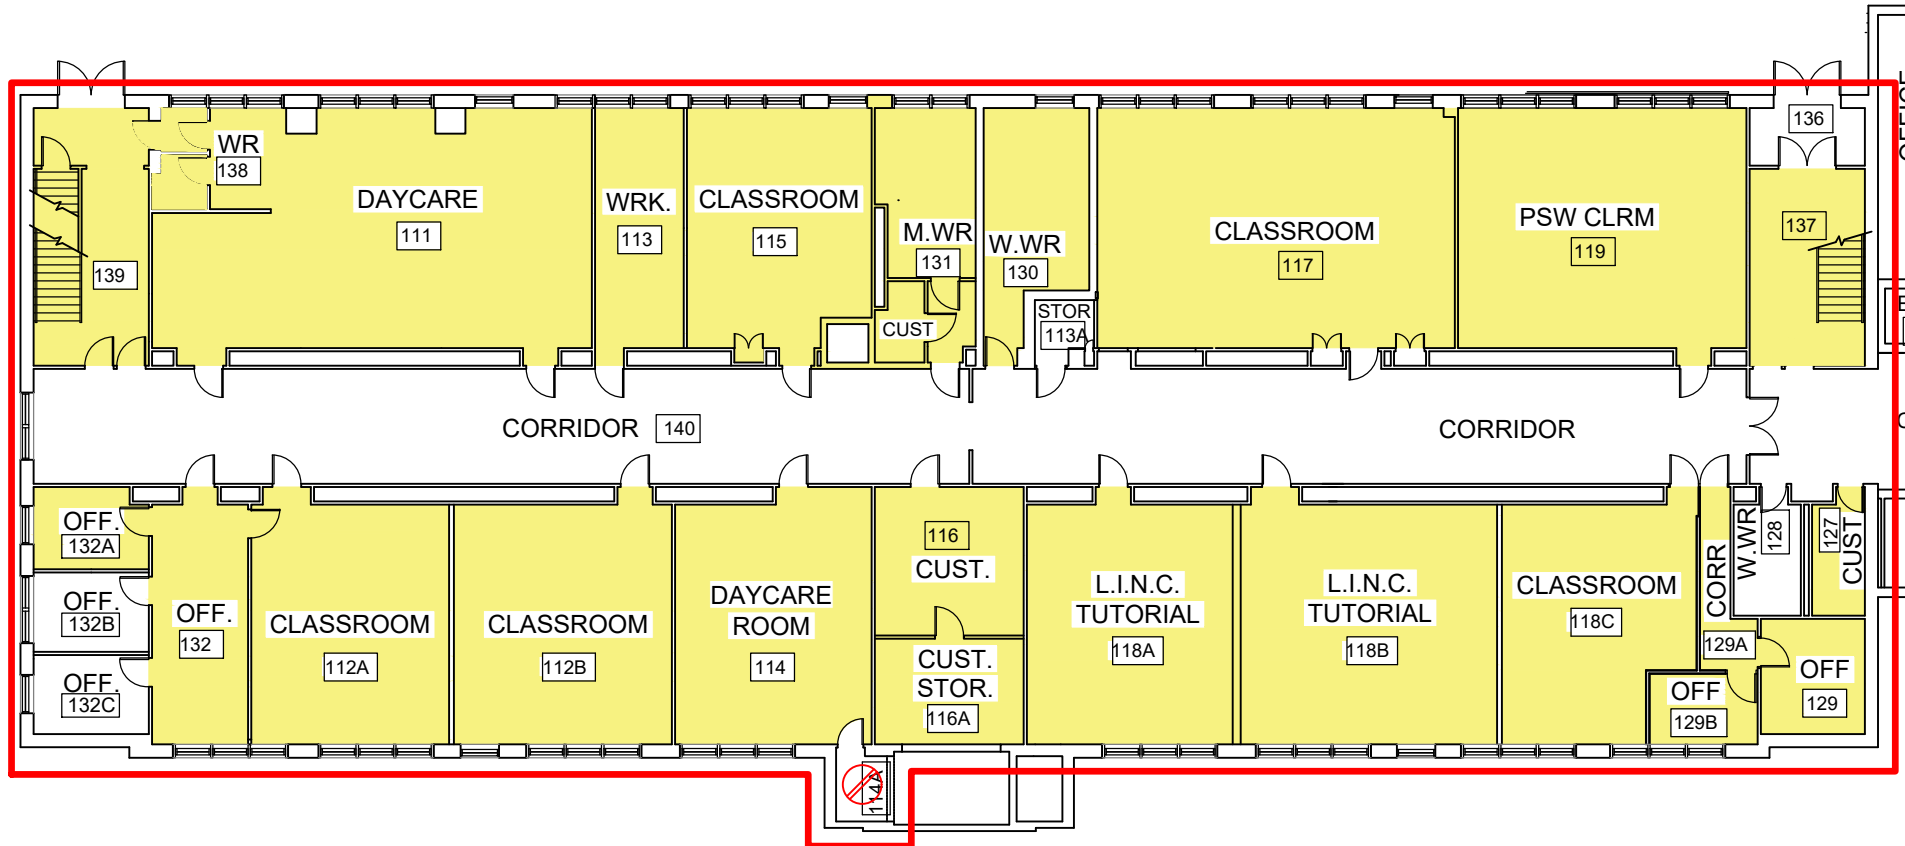 WR
138
DAYCARE
111
WRK.
113
CLASSROOM
115
M.WR
131
W.WR
130
CLASSROOM
117
PSW CLRM
119
136
137
139
CUST
STOR
113A
CORRIDOR 140
CORRIDOR
OFF.
132A
OFF.
132B
OFF.
132C
OFF.
132
CLASSROOM
112A
CLASSROOM
112B
DAYCARE
ROOM
114
114A
116
CUST.
CUST.
STOR.
116A
L.I.N.C.
TUTORIAL
118A
L.I.N.C.
TUTORIAL
118B
CLASSROOM
118C
CORR
129A
W.WR
128
127
CUST
OFF
129B
OFF
129